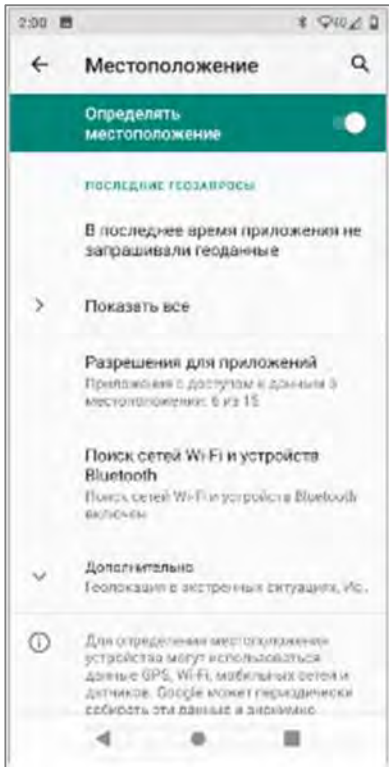 2:00
Местоположение
Определять
местоположение
ПОСЛЕДНИЕ ГЕОЗАПРОСЫ
В последнее время приложения не
запрашивали геоданные
Показать все
Разрешения для приложений
Приложения с доступом к данным о
местоположении: 6 из 15
Поиск сетей Wi-Fi и устройств
Bluetooth
Поиск сетей Wi-Fi и устройств Bluetooth
включен
Дополнительно
Геолокация в экстренных ситуациях, Ис..
Для определения местоположения
устройства могут использоваться
данные GPS, Wi-Fi, мобильных сетей и
датчиков. Google может периодически
собирать эти данные в анонимно